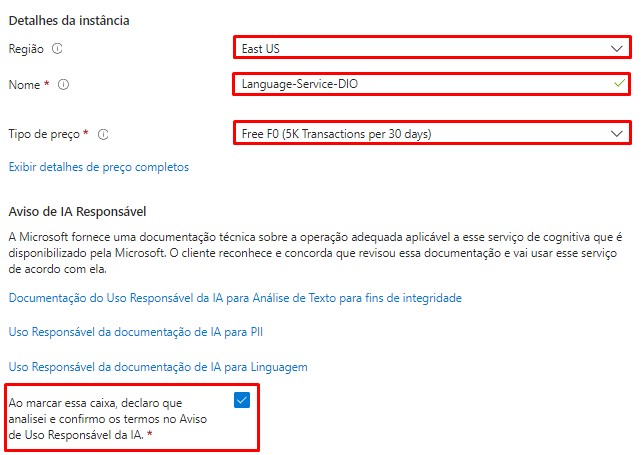 Detalhes da instância
Região
East US
Nome *
Language-Service-DIO
Tipo de preço *
Free F0 (5K Transactions per 30 days)
Exibir detalhes de preço completos
Aviso de IA Responsável
A Microsoft fornece uma documentação técnica sobre a operação adequada aplicável a esse serviço de cognitiva que é
disponibilizado pela Microsoft. O cliente reconhece e concorda que revisou essa documentação e vai usar esse serviço
de acordo com ela.
Documentação do Uso Responsável da IA para Análise de Texto para fins de integridade
Uso Responsável da documentação de IA para PII
Uso Responsável da documentação de IA para Linguagem
Ao marcar essa caixa, declaro que
analisei e confirmo os termos no Aviso
de Uso Responsável da IA. *